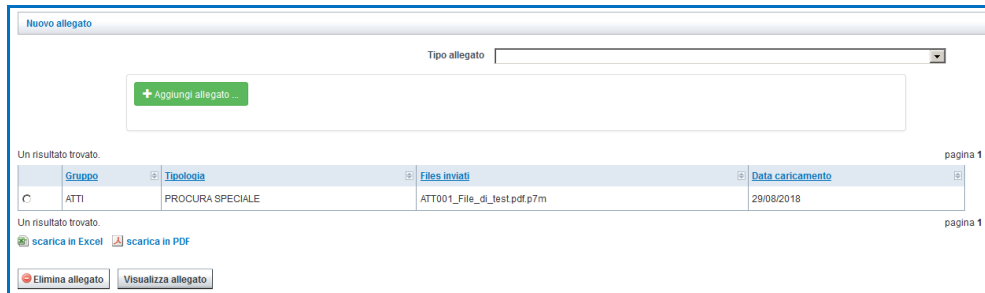 Nuovo allegato
Tipo allegato
Aggiungi allegato ...
Un risultato trovato. pagina 1
Gruppo Tipologia Files inviati Data caricamento
ATTI PROCURA SPECIALE ATT001_File_di_test.pdf.p7m 29/08/2018
Un risultato trovato. pagina 1
scarica in Excel scarica in PDF
Elimina allegato Visualizza allegato